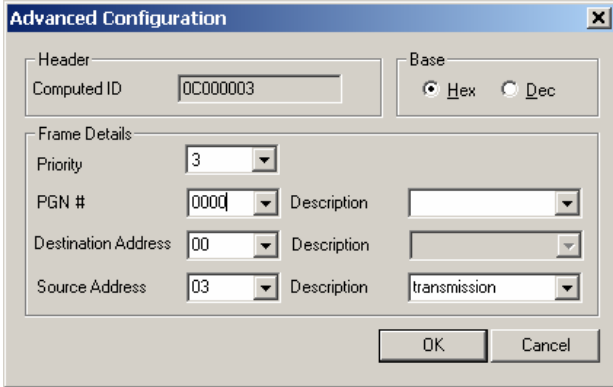 Advanced Configuration
Header
Computed ID 0C000003
Base
Hex Dec
Frame Details
Priority 3
PGN # 0000 Description
Destination Address 00 Description
Source Address 03 Description transmission
OK Cancel